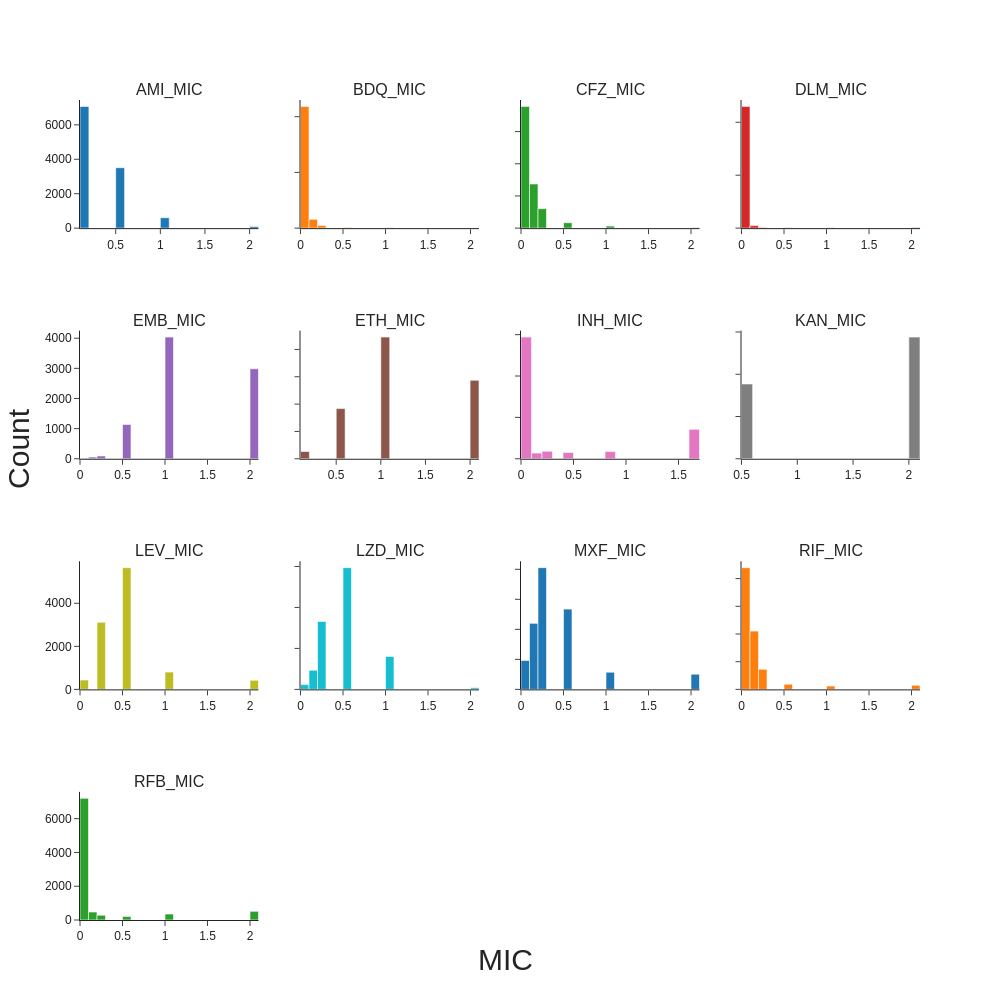 AMI_MIC BDQ_MIC CFZ_MIC DLM_MIC
6000
4000
2000
0
0.5 1 1.5 2 0 0.5 1 1.5 2 0 0.5 1 1.5 2 0 0.5 1 1.5 2
EMB_MIC ETH_MIC INH_MIC KAN_MIC
4000
3000
2000
1000
0
0 0.5 1 1.5 2 0.5 1 1.5 2 0 0.5 1 1.5 0.5 1 1.5 2
Count
LEV_MIC LZD_MIC MXF_MIC RIF_MIC
4000
2000
0
0 0.5 1 1.5 2 0 0.5 1 1.5 2 0 0.5 1 1.5 2 0 0.5 1 1.5 2
RFB_MIC
6000
4000
2000
0
0 0.5 1 1.5 2
MIC